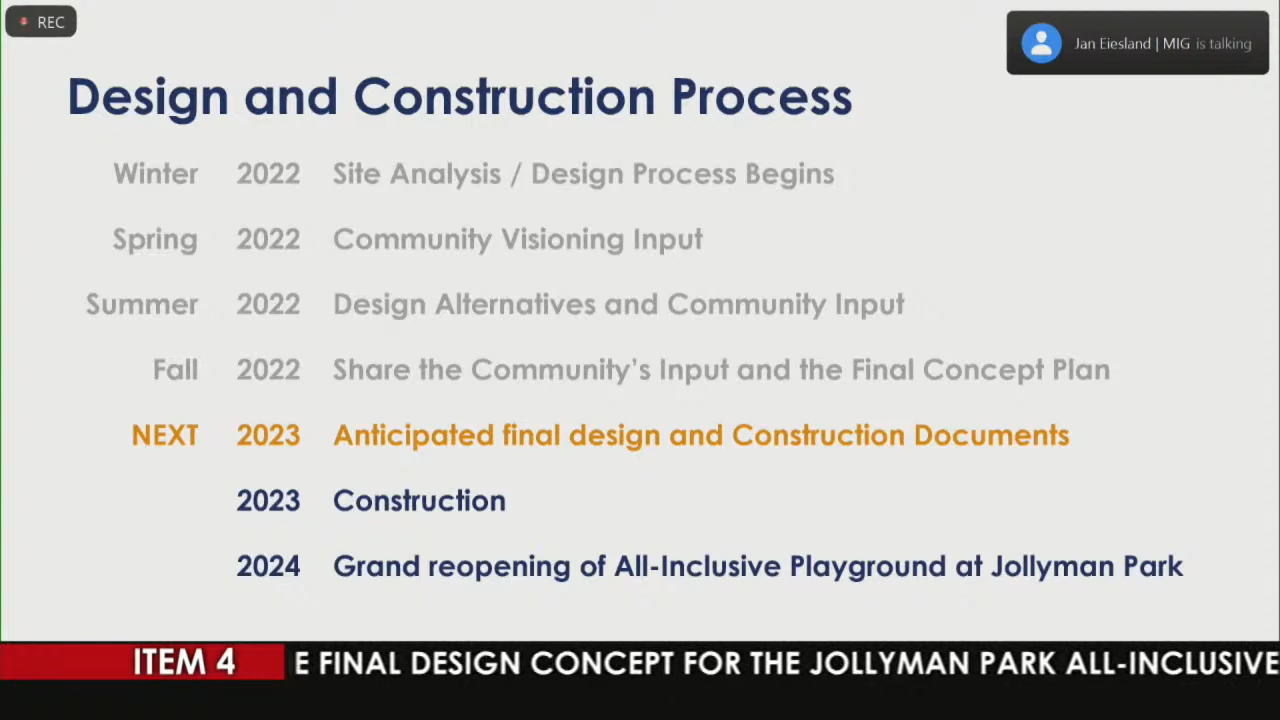 REC
Jan Eiesland | MIG is talking
Design and Construction Process
Winter 2022 Site Analysis / Design Process Begins
Spring 2022 Community Visioning Input
Summer 2022 Design Alternatives and Community Input
Fall 2022 Share the Community's Input and the Final Concept Plan
NEXT 2023 Anticipated final design and Construction Documents
2023 Construction
2024 Grand reopening of All-Inclusive Playground at Jollyman Park
ITEM 4 E FINAL DESIGN CONCEPT FOR THE JOLLYMAN PARK ALL-INCLUSIVE